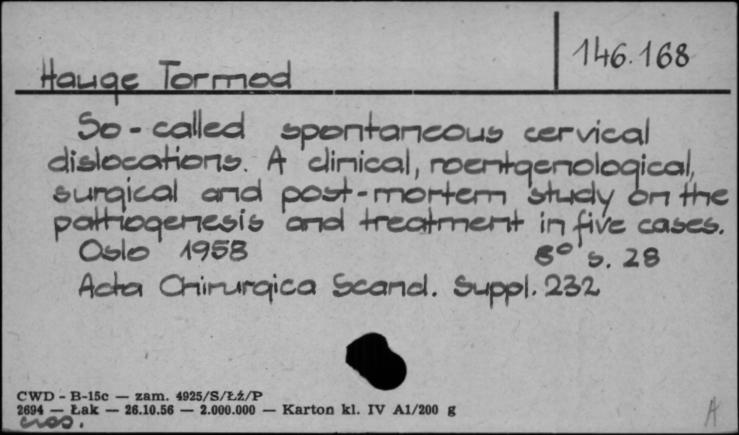 146.168
Hauge Tormod
So-called spontaneous cervical
dislocations. A clinical, roentgenological,
surgical and post-mortem study on the
pathogenesis and treatment in five cases.
Oslo 1958 8° s. 28
Acta Chirurgica Scand. Suppl. 232
CWD - B-15c — zam. 4925/S/Łź/P
2694 — Łak — 26.10.56 — 2.000.000 — Karton kl. IV A1/200 g
A